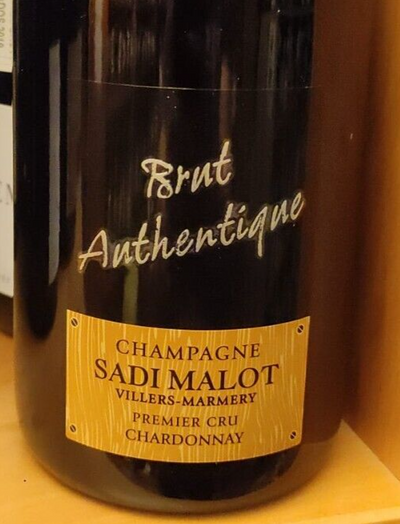 Brut
Authentique
CHAMPAGNE
SADI MALOT
VILLERS-MARMERY
PREMIER CRU
CHARDONNAY